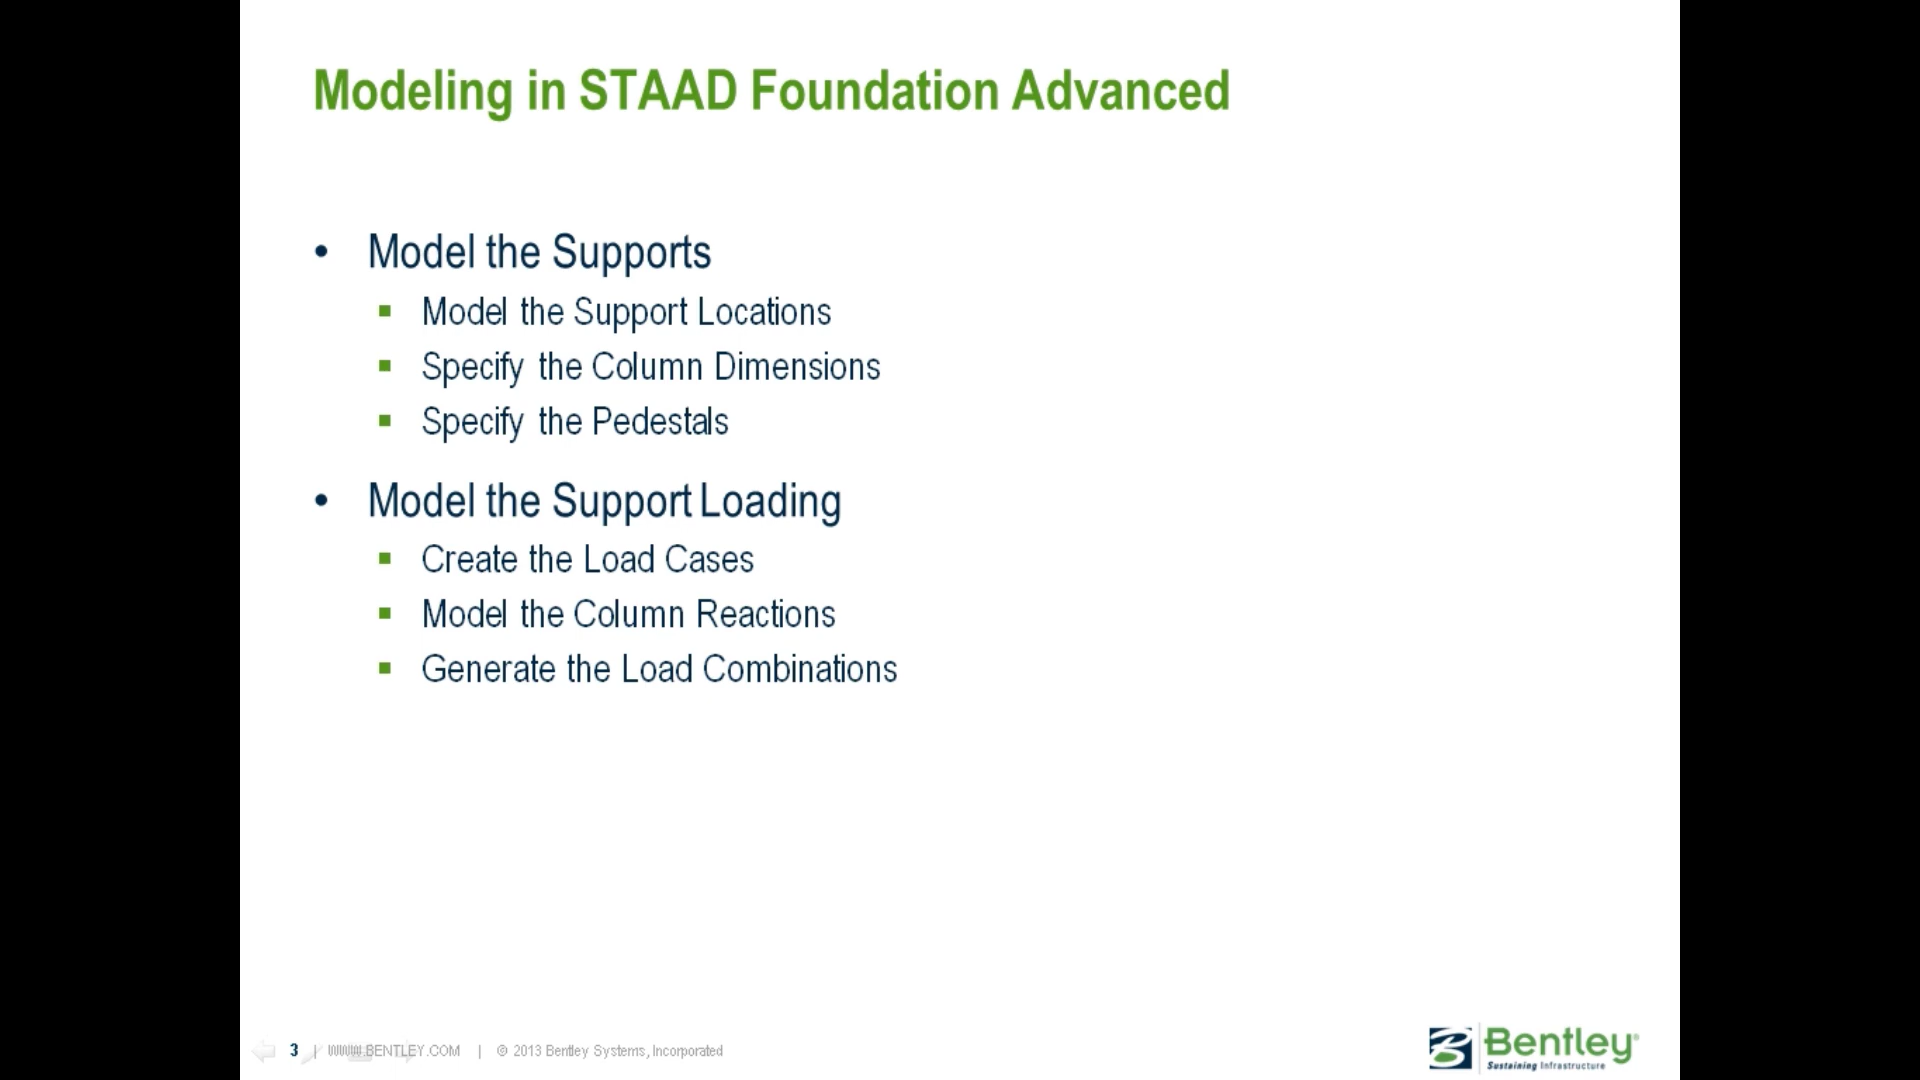 Modeling in STAAD Foundation Advanced
• Model the Supports
▪ Model the Support Locations
▪ Specify the Column Dimensions
▪ Specify the Pedestals
• Model the Support Loading
▪ Create the Load Cases
▪ Model the Column Reactions
▪ Generate the Load Combinations
3 | WWW.BENTLEY.COM | © 2013 Bentley Systems, Incorporated
Bentley®
Sustaining Infrastructure